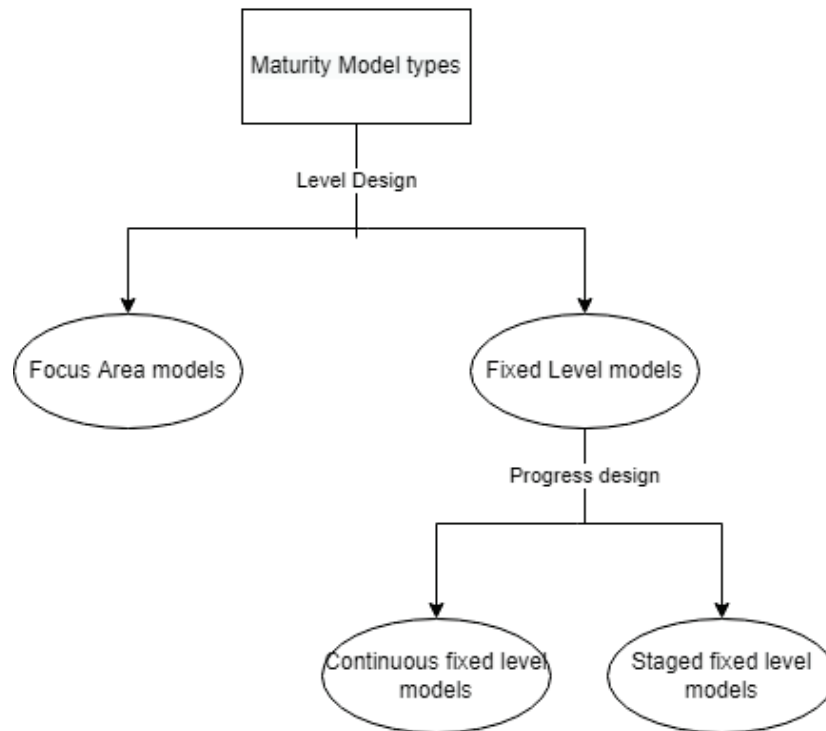 Maturity Model types
Level Design
Focus Area models
Fixed Level models
Progress design
Continuous fixed level
models
Staged fixed level
models